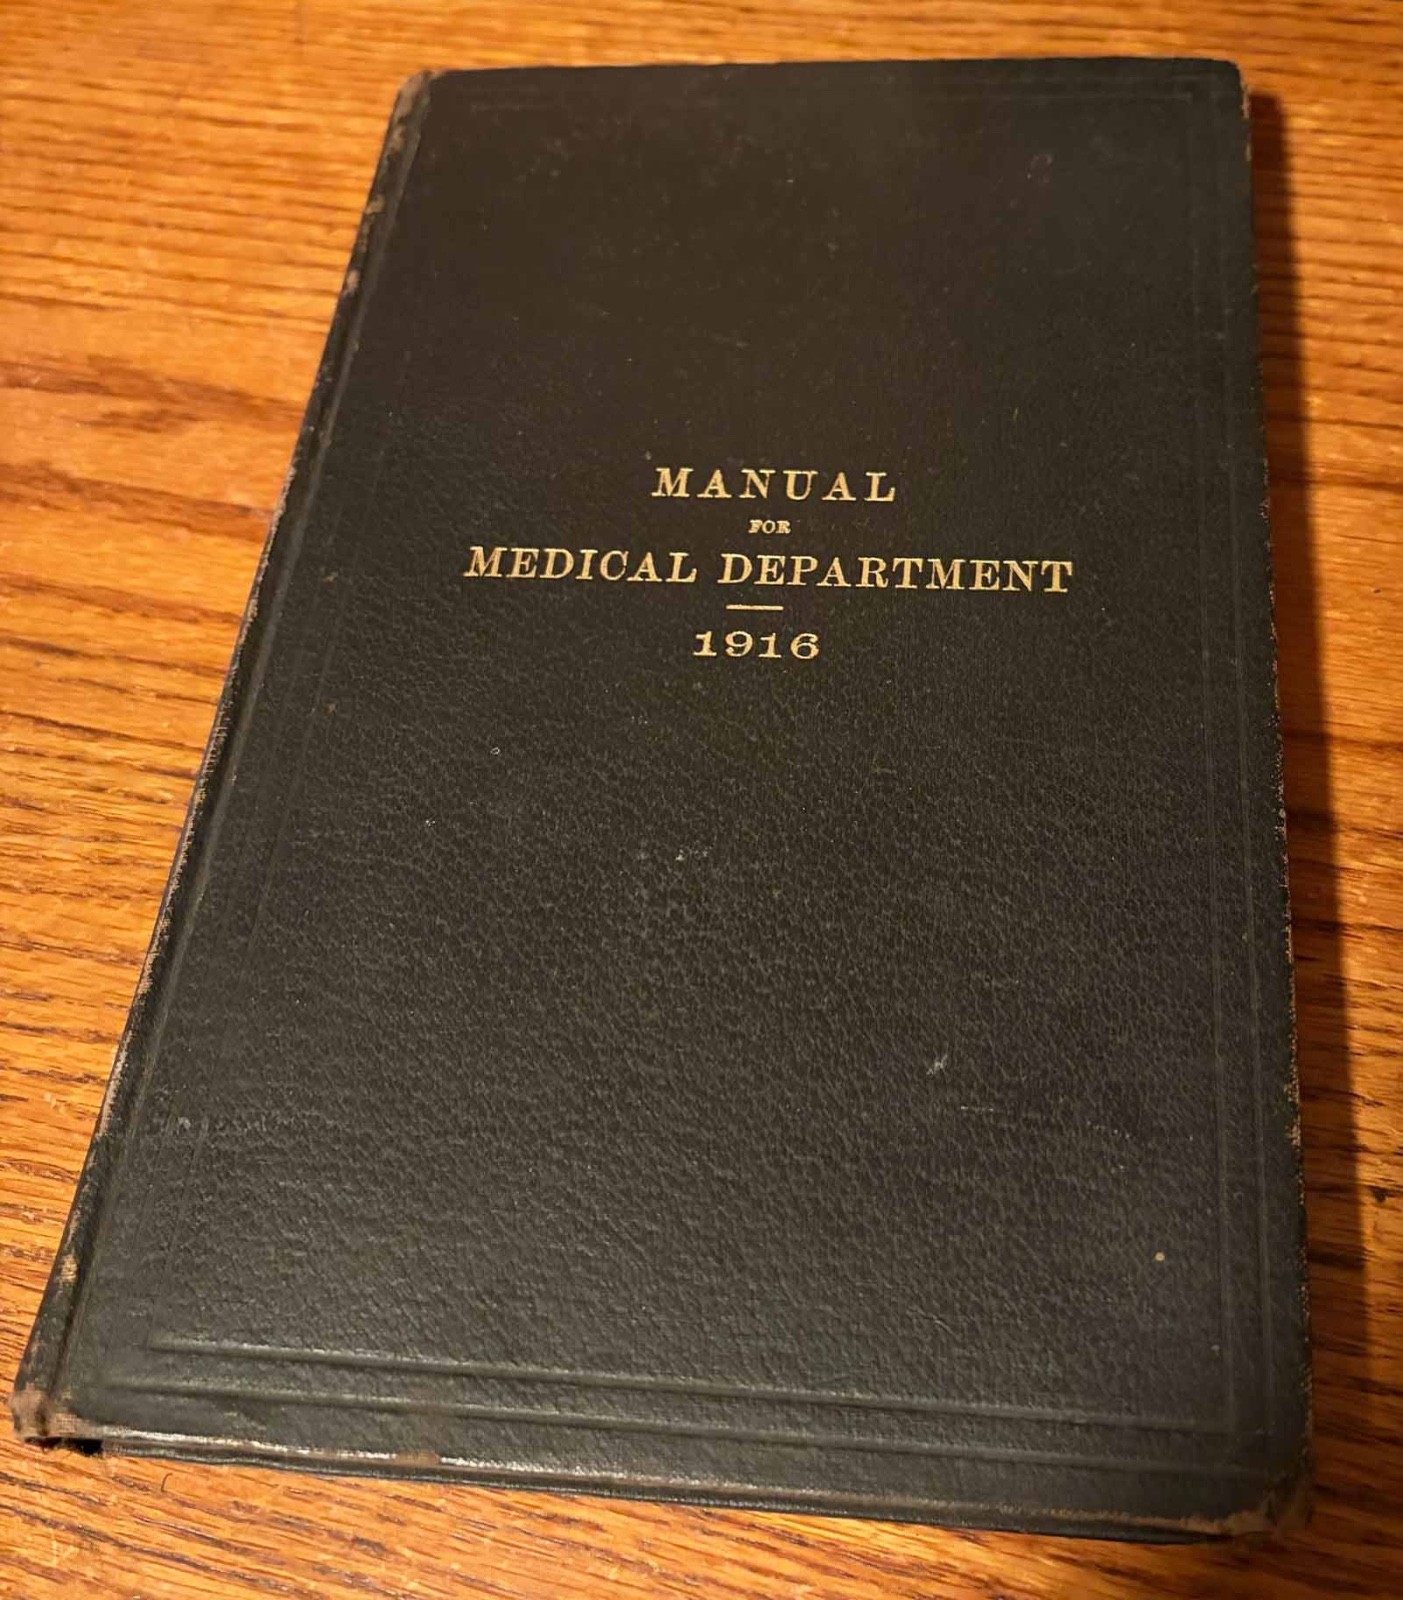 MANUAL
FOR
MEDICAL DEPARTMENT
1916